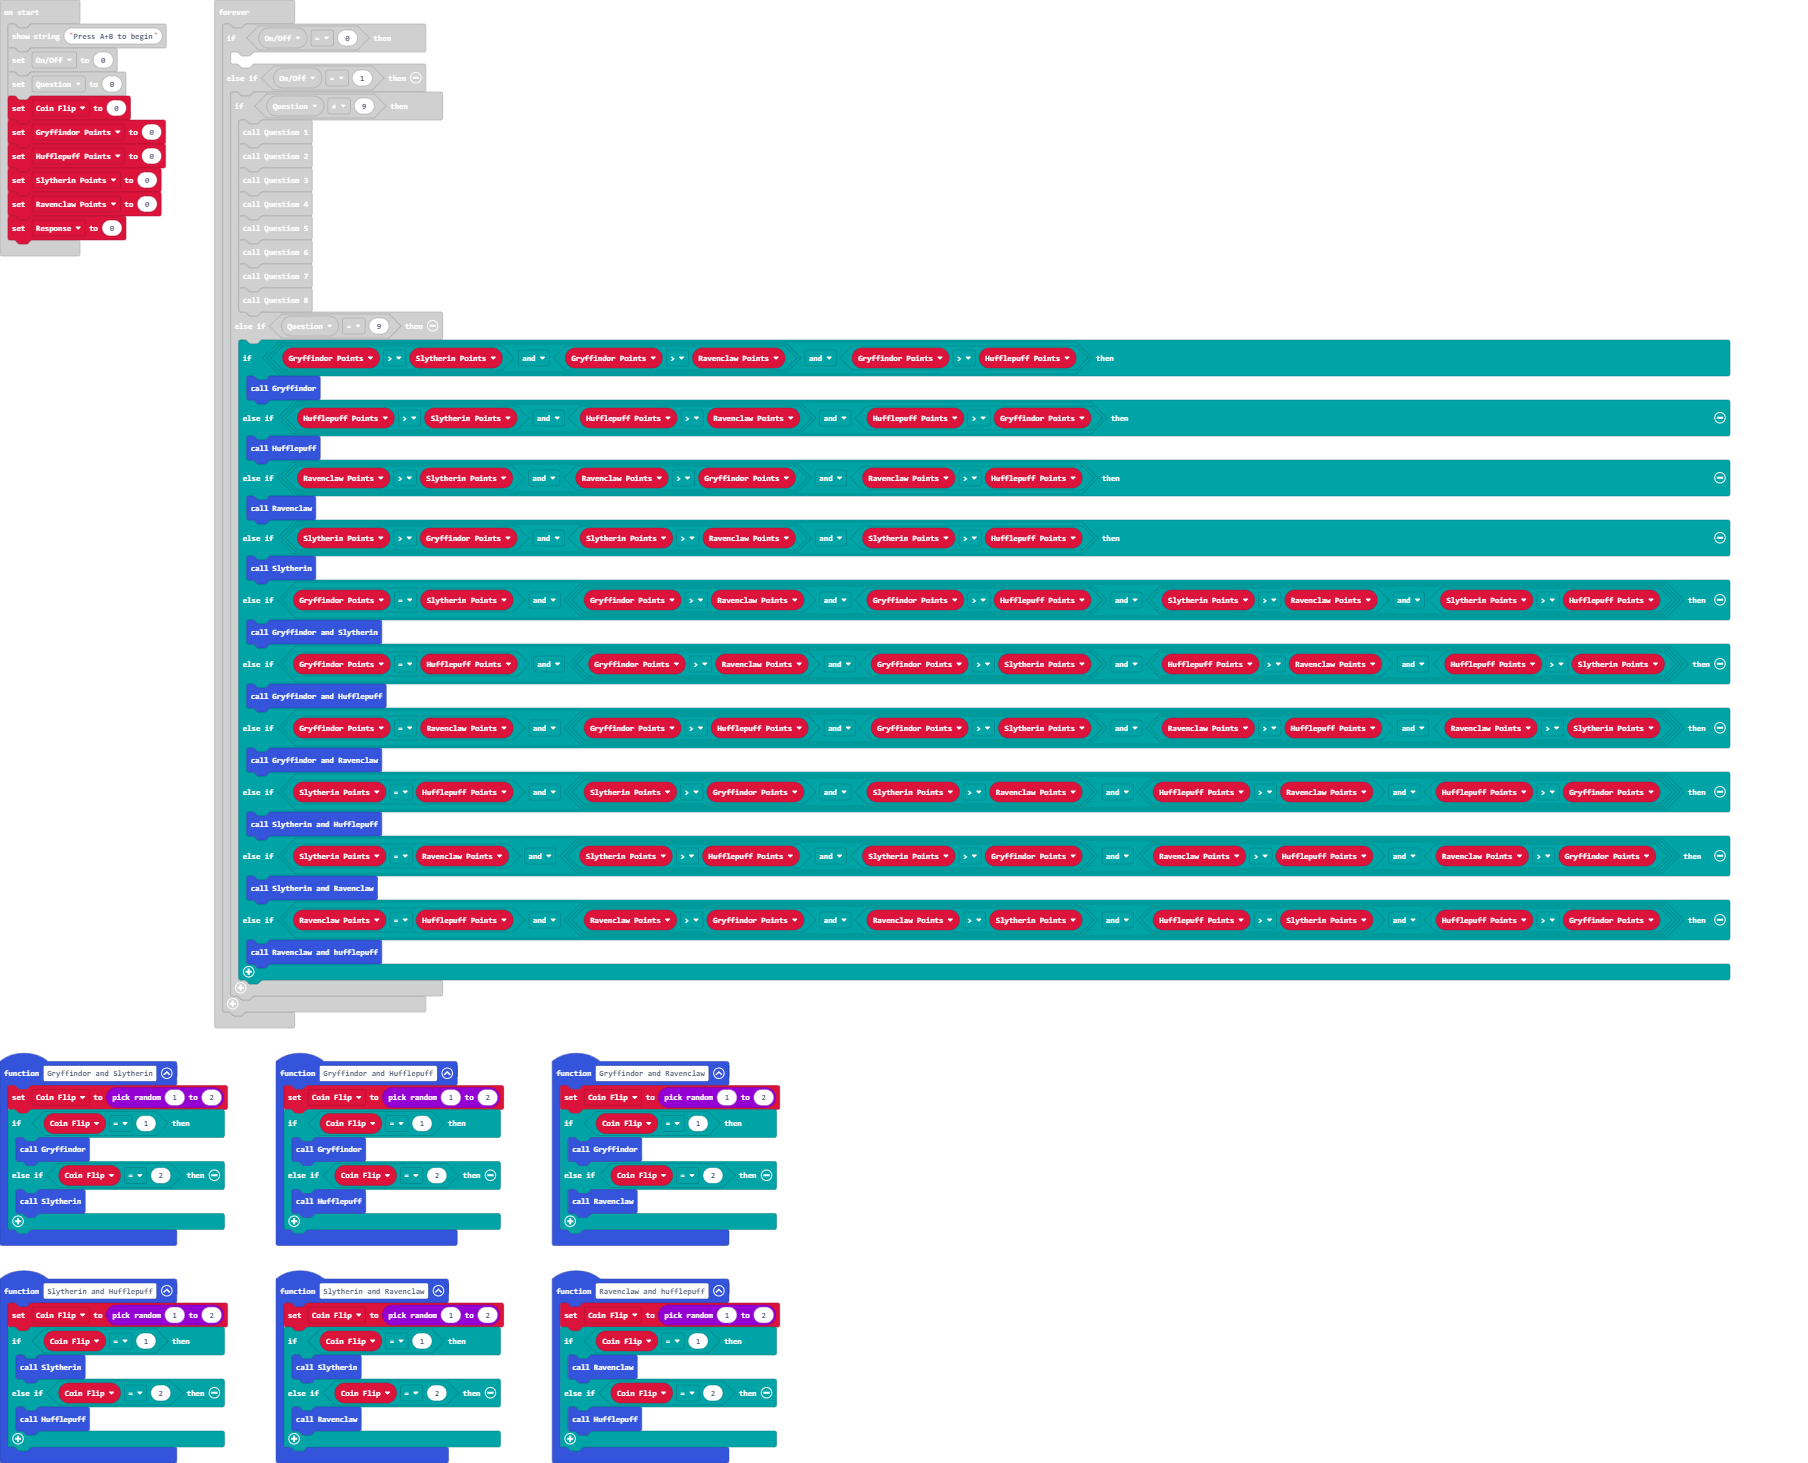 on start
show string "Press A+B to begin"
set On/Off to 0
set Question to 0
set Coin Flip to 0
set Gryffindor Points to 0
set Hufflepuff Points to 0
set Slytherin Points to 0
set Ravenclaw Points to 0
set Response to 0
forever
if On/Off = 0 then
else if On/Off = 1 then
if Question ≠ 9 then
call Question 1
call Question 2
call Question 3
call Question 4
call Question 5
call Question 6
call Question 7
call Question 8
else if Question = 9 then
if Gryffindor Points > Slytherin Points and Gryffindor Points > Ravenclaw Points and Gryffindor Points > Hufflepuff Points then
call Gryffindor
else if Hufflepuff Points > Slytherin Points and Hufflepuff Points > Ravenclaw Points and Hufflepuff Points > Gryffindor Points then
call Hufflepuff
else if Ravenclaw Points > Slytherin Points and Ravenclaw Points > Gryffindor Points and Ravenclaw Points > Hufflepuff Points then
call Ravenclaw
else if Slytherin Points > Gryffindor Points and Slytherin Points > Ravenclaw Points and Slytherin Points > Hufflepuff Points then
call Slytherin
else if Gryffindor Points = Slytherin Points and Gryffindor Points > Ravenclaw Points and Gryffindor Points > Hufflepuff Points and Slytherin Points > Ravenclaw Points and Slytherin Points > Hufflepuff Points then
call Gryffindor and Slytherin
else if Gryffindor Points = Hufflepuff Points and Gryffindor Points > Ravenclaw Points and Gryffindor Points > Slytherin Points and Hufflepuff Points > Ravenclaw Points and Hufflepuff Points > Slytherin Points then
call Gryffindor and Hufflepuff
else if Gryffindor Points = Ravenclaw Points and Gryffindor Points > Hufflepuff Points and Gryffindor Points > Slytherin Points and Ravenclaw Points > Hufflepuff Points and Ravenclaw Points > Slytherin Points then
call Gryffindor and Ravenclaw
else if Slytherin Points = Hufflepuff Points and Slytherin Points > Gryffindor Points and Slytherin Points > Ravenclaw Points and Hufflepuff Points > Ravenclaw Points and Hufflepuff Points > Gryffindor Points then
call Slytherin and Hufflepuff
else if Slytherin Points = Ravenclaw Points and Slytherin Points > Hufflepuff Points and Slytherin Points > Gryffindor Points and Ravenclaw Points > Hufflepuff Points and Ravenclaw Points > Gryffindor Points then
call Slytherin and Ravenclaw
else if Ravenclaw Points = Hufflepuff Points and Ravenclaw Points > Gryffindor Points and Ravenclaw Points > Slytherin Points and Hufflepuff Points > Slytherin Points and Hufflepuff Points > Gryffindor Points then
call Ravenclaw and hufflepuff
function Gryffindor and Slytherin
set Coin Flip to pick random 1 to 2
if Coin Flip = 1 then
call Gryffindor
else if Coin Flip = 2 then
call Slytherin
function Gryffindor and Hufflepuff
set Coin Flip to pick random 1 to 2
if Coin Flip = 1 then
call Gryffindor
else if Coin Flip = 2 then
call Hufflepuff
function Gryffindor and Ravenclaw
set Coin Flip to pick random 1 to 2
if Coin Flip = 1 then
call Gryffindor
else if Coin Flip = 2 then
call Ravenclaw
function Slytherin and Hufflepuff
set Coin Flip to pick random 1 to 2
if Coin Flip = 1 then
call Slytherin
else if Coin Flip = 2 then
call Hufflepuff
function Slytherin and Ravenclaw
set Coin Flip to pick random 1 to 2
if Coin Flip = 1 then
call Slytherin
else if Coin Flip = 2 then
call Ravenclaw
function Ravenclaw and hufflepuff
set Coin Flip to pick random 1 to 2
if Coin Flip = 1 then
call Ravenclaw
else if Coin Flip = 2 then
call Hufflepuff